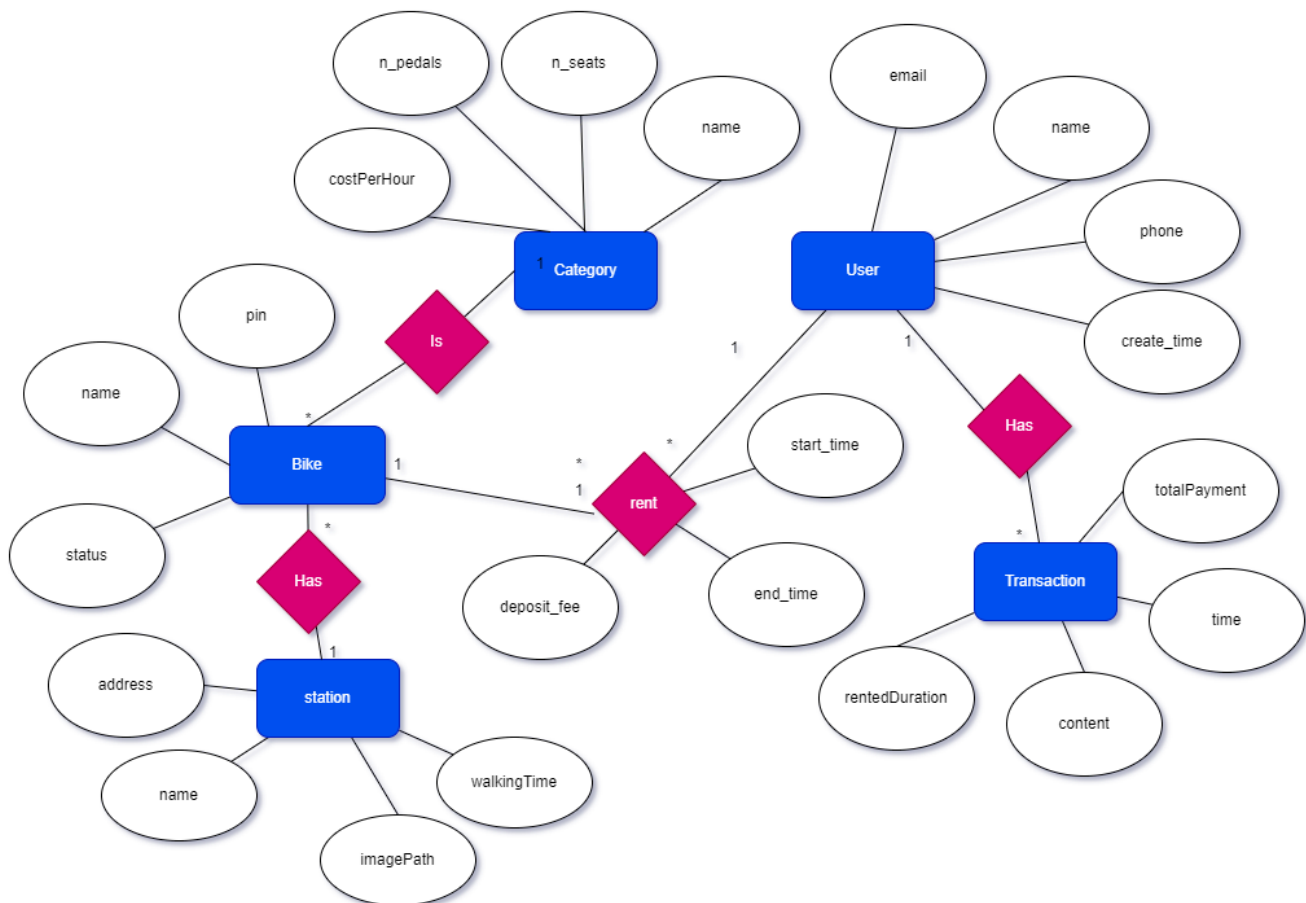 n_pedals
n_seats
email
name
name
costPerHour
phone
1
Category
User
pin
Is
create_time
1
1
name
*
Has
start_time
*
Bike
1
*
1
rent
totalPayment
*
*
status
Has
Transaction
deposit_fee
end_time
time
1
address
station
rentedDuration
content
walkingTime
name
imagePath